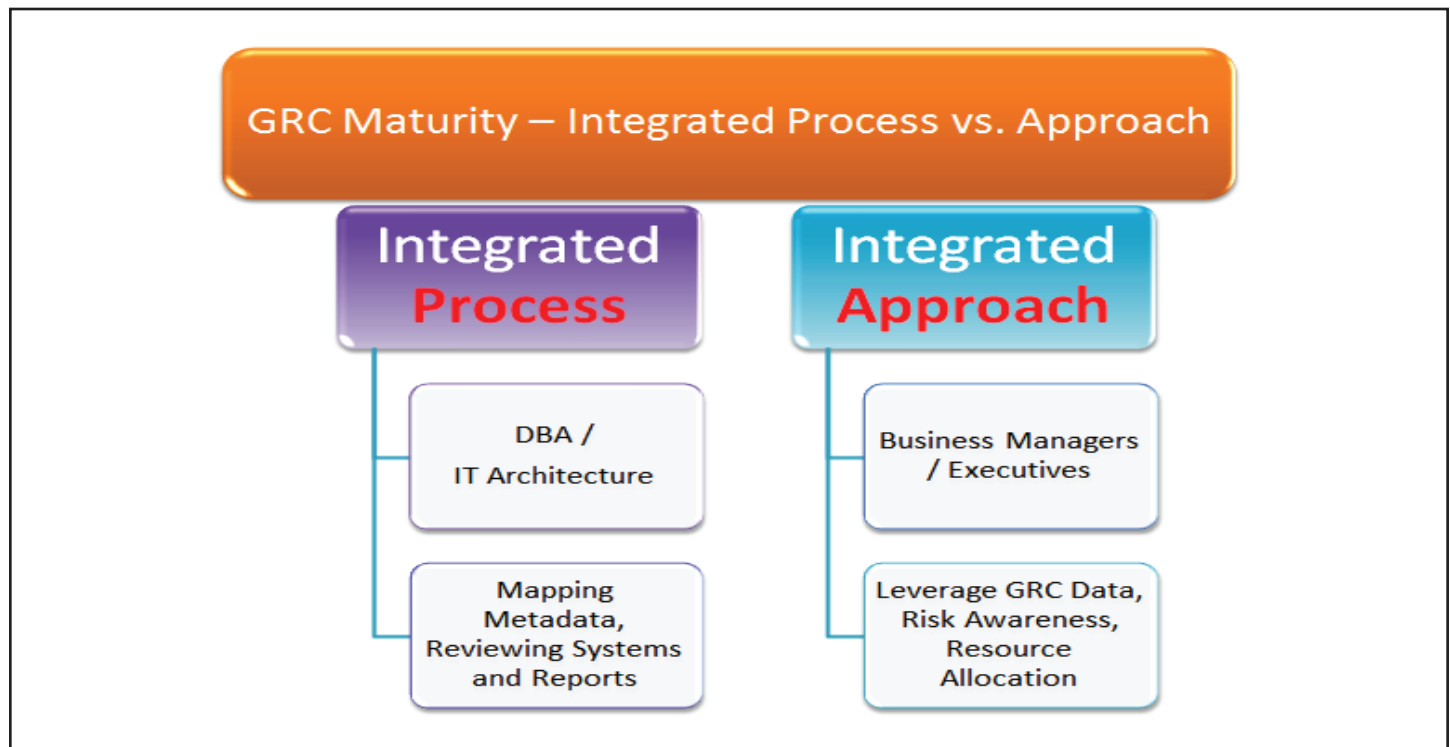 GRC Maturity – Integrated Process vs. Approach
Integrated
Process
DBA /
IT Architecture
Mapping
Metadata,
Reviewing Systems
and Reports
Integrated
Approach
Business Managers
/ Executives
Leverage GRC Data,
Risk Awareness,
Resource
Allocation